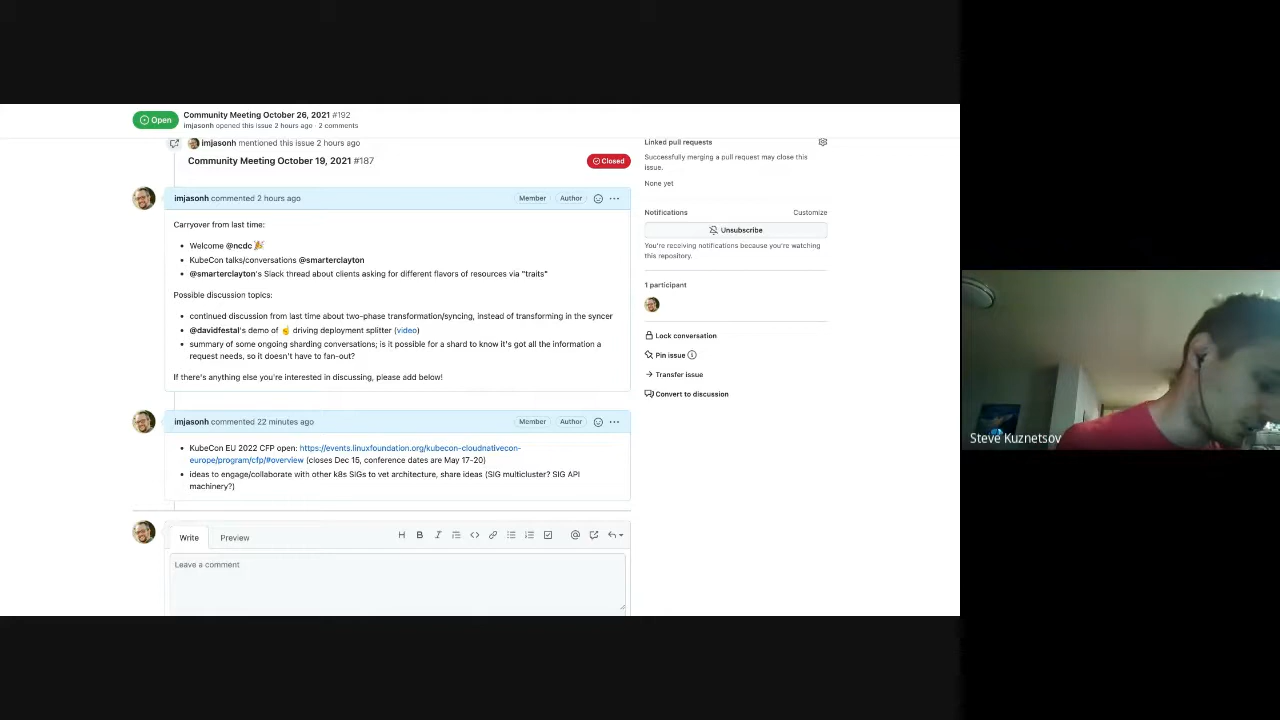 Open
Community Meeting October 26, 2021 #192
imjasonh opened this issue 2 hours ago · 2 comments
imjasonh mentioned this issue 2 hours ago
Community Meeting October 19, 2021 #187
Closed
imjasonh commented 2 hours ago
Member
Author
Carryover from last time:
• Welcome @ncdc 🎉
• KubeCon talks/conversations @smarterclayton
• @smarterclayton's Slack thread about clients asking for different flavors of resources via "traits"
Possible discussion topics:
• continued discussion from last time about two-phase transformation/syncing, instead of transforming in the syncer
• @davidfestal's demo of ☝ driving deployment splitter (video)
• summary of some ongoing sharding conversations; is it possible for a shard to know it's got all the information a
request needs, so it doesn't have to fan-out?
If there's anything else you're interested in discussing, please add below!
imjasonh commented 22 minutes ago
Member
Author
• KubeCon EU 2022 CFP open: https://events.linuxfoundation.org/kubecon-cloudnativecon-
europe/program/cfp/#overview (closes Dec 15, conference dates are May 17-20)
• ideas to engage/collaborate with other k8s SIGs to vet architecture, share ideas (SIG multicluster? SIG API
machinery?)
Write
Preview
Leave a comment
Linked pull requests
Successfully merging a pull request may close this
issue.
None yet
Notifications
Customize
Unsubscribe
You're receiving notifications because you're watching
this repository.
1 participant
Lock conversation
Pin issue
Transfer issue
Convert to discussion
Steve Kuznetsov